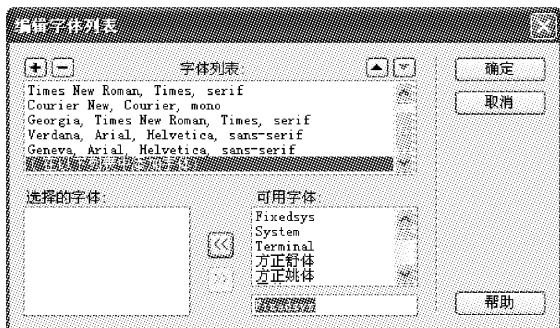 编辑字体列表
字体列表:
确定
取消
Times New Roman, Times, serif
Courier New, Courier, mono
Georgia, Times New Roman, Times, serif
Verdana, Arial, Helvetica, sans-serif
Geneva, Arial, Helvetica, sans-serif
(在以下列表中添加字体)
选择的字体:
可用字体:
Fixedsys
System
Terminal
方正舒体
方正姚体
帮助